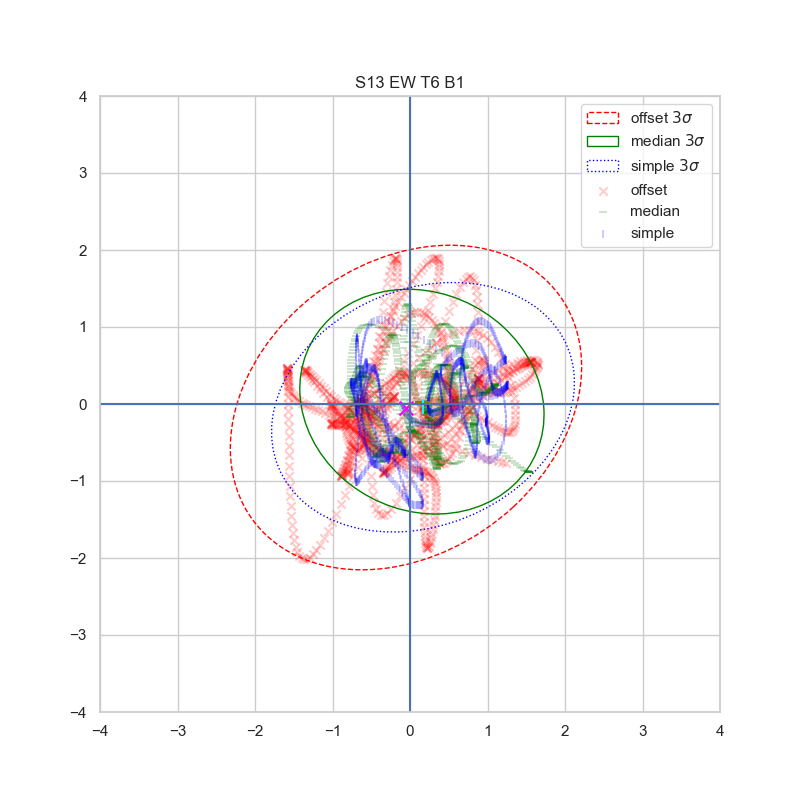 S13 EW T6 B1
4
3
2
1
0
−1
−2
−3
−4
−4
−3
−2
−1
0
1
2
3
4
offset 3σ
median 3σ
simple 3σ
offset
median
simple